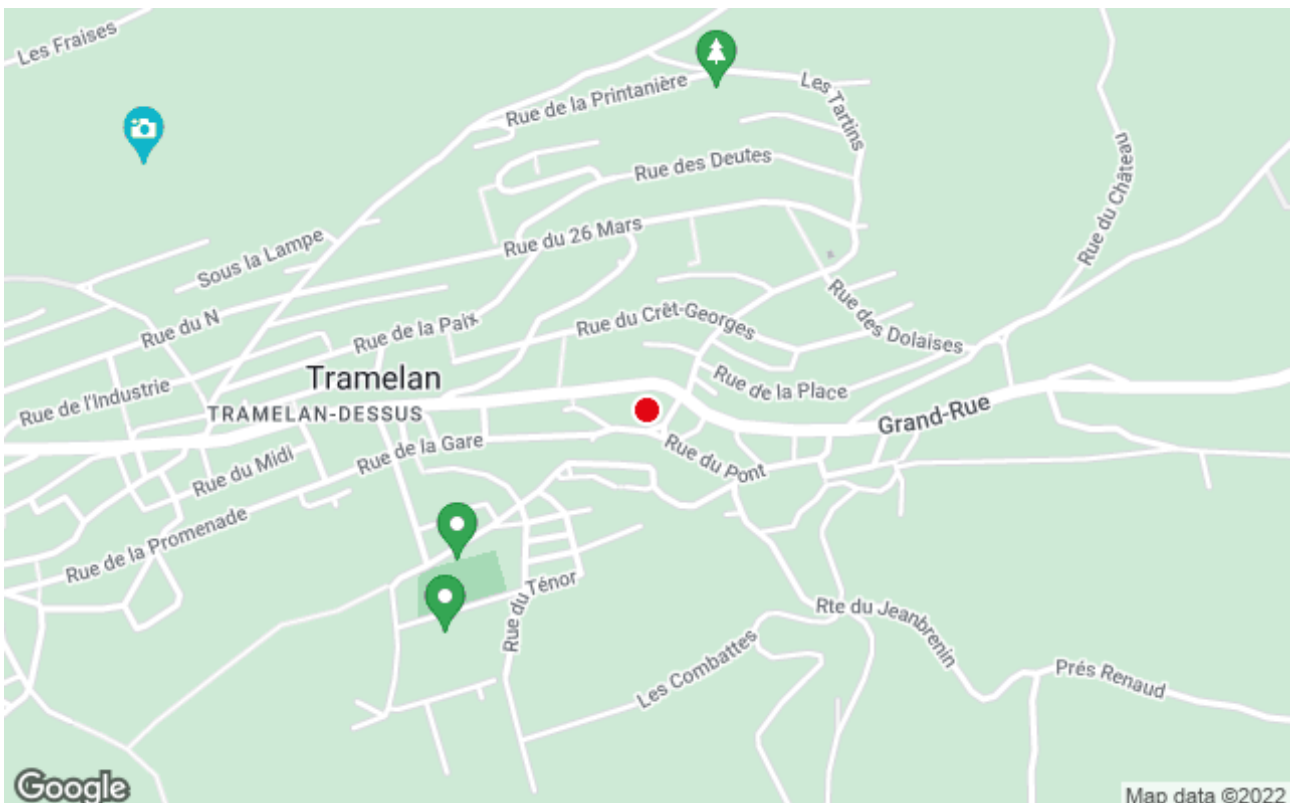 Les Fraises
Rue de la Printanière
Les Tartins
Rue des Deutes
Rue du Château
Rue du 26 Mars
Sous la Lampe
Rue du N
Rue de la Paix
Rue du Crêt-Georges
Rue des Dolaises
Tramelan
Rue de la Place
Rue de l'Industrie
TRAMELAN-DESSUS
Grand-Rue
Rue de la Gare
Rue du Midi
Rue du Pont
Rue de la Promenade
Rue du Ténor
Rte du Jeanbrenin
Les Combattes
Prés Renaud
Google
Map data ©2022